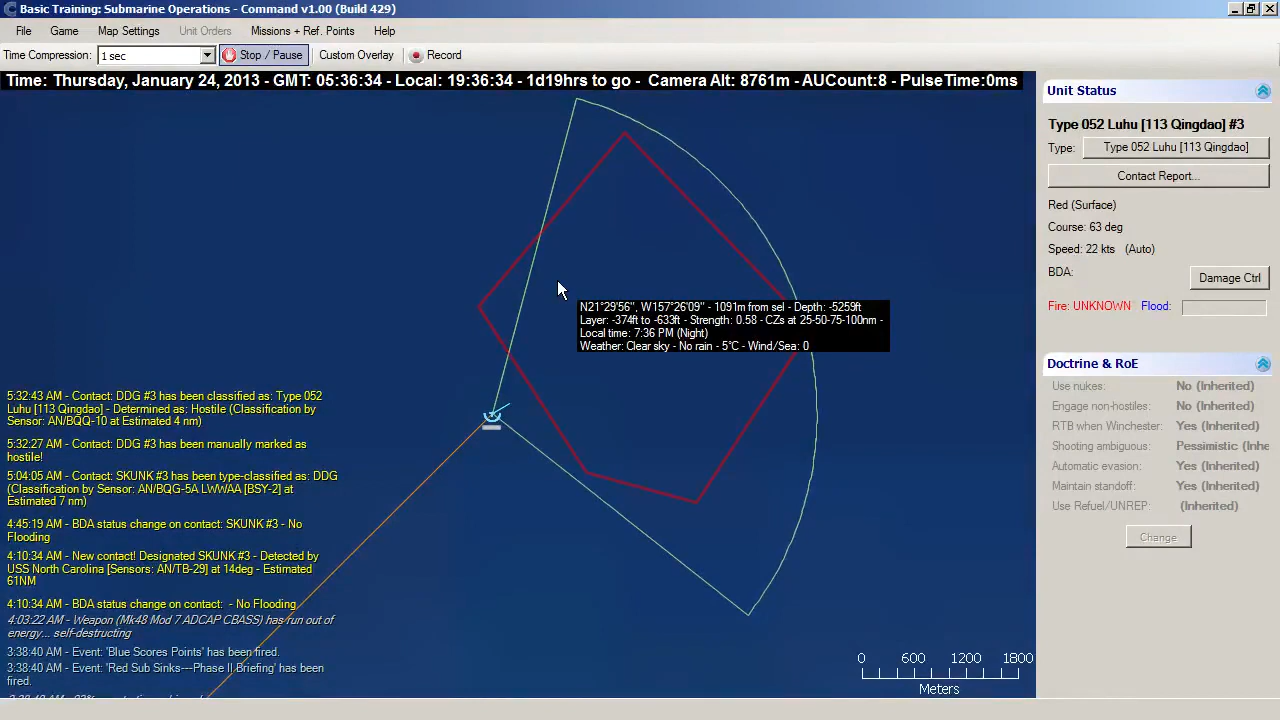 Basic Training: Submarine Operations - Command v1.00 (Build 429)
File Game Map Settings Unit Orders Missions + Ref. Points Help
Time Compression: 1 sec Stop / Pause Custom Overlay Record
Time: Thursday, January 24, 2013 - GMT: 05:36:34 - Local: 19:36:34 - 1d19hrs to go - Camera Alt: 8761m - AUCount:8 - PulseTime:0ms
N21°29'56", W157°26'09" - 1091m from sel - Depth: -5259ft
Layer: -374ft to -633ft - Strength: 0.58 - CZs at 25-50-75-100nm -
Local time: 7:36 PM (Night)
Weather: Clear sky - No rain - 5°C - Wind/Sea: 0
5:32:43 AM - Contact: DDG #3 has been classified as: Type 052
Luhu [113 Qingdao] - Determined as: Hostile (Classification by
Sensor: AN/BQQ-10 at Estimated 4 nm)
5:32:27 AM - Contact: DDG #3 has been manually marked as
hostile!
5:04:05 AM - Contact: SKUNK #3 has been type-classified as: DDG
(Classification by Sensor: AN/BQG-5A LWWAA [BSY-2] at
Estimated 7 nm)
4:45:19 AM - BDA status change on contact: SKUNK #3 - No
Flooding
4:10:34 AM - New contact! Designated SKUNK #3 - Detected by
USS North Carolina [Sensors: AN/TB-29] at 14deg - Estimated
61NM
4:10:34 AM - BDA status change on contact: - No Flooding
4:03:22 AM - Weapon (Mk48 Mod 7 ADCAP CBASS) has run out of
energy... self-destructing
3:38:40 AM - Event: 'Blue Scores Points' has been fired.
3:38:40 AM - Event: 'Red Sub Sinks---Phase II Briefing' has been
fired.
0 600 1200 1800
Meters
Unit Status
Type 052 Luhu [113 Qingdao] #3
Type: Type 052 Luhu [113 Qingdao]
Contact Report...
Red (Surface)
Course: 63 deg
Speed: 22 kts (Auto)
BDA: Damage Ctrl
Fire: UNKNOWN Flood:
Doctrine & RoE
Use nukes: No (Inherited)
Engage non-hostiles: No (Inherited)
RTB when Winchester: Yes (Inherited)
Shooting ambiguous: Pessimistic (Inhe
Automatic evasion: Yes (Inherited)
Maintain standoff: Yes (Inherited)
Use Refuel/UNREP: (Inherited)
Change